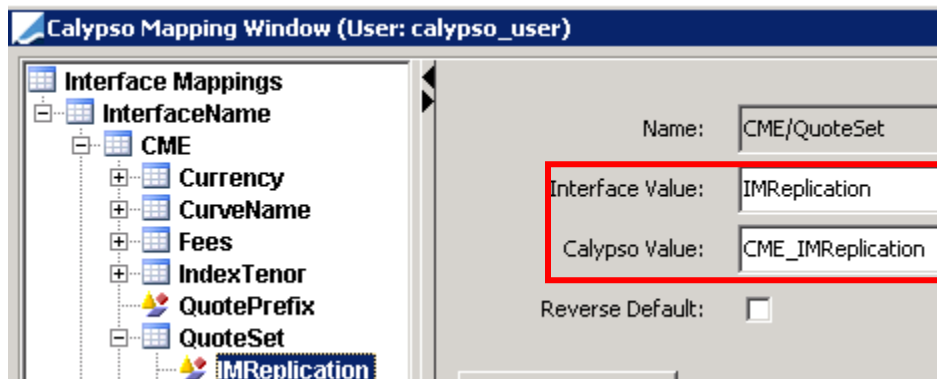 Calypso Mapping Window (User: calypso_user)
Interface Mappings
InterfaceName
CME
Currency
CurveName
Fees
IndexTenor
QuotePrefix
QuoteSet
IMReplication
Name: CME/QuoteSet
Interface Value: IMReplication
Calypso Value: CME_IMReplication
Reverse Default: